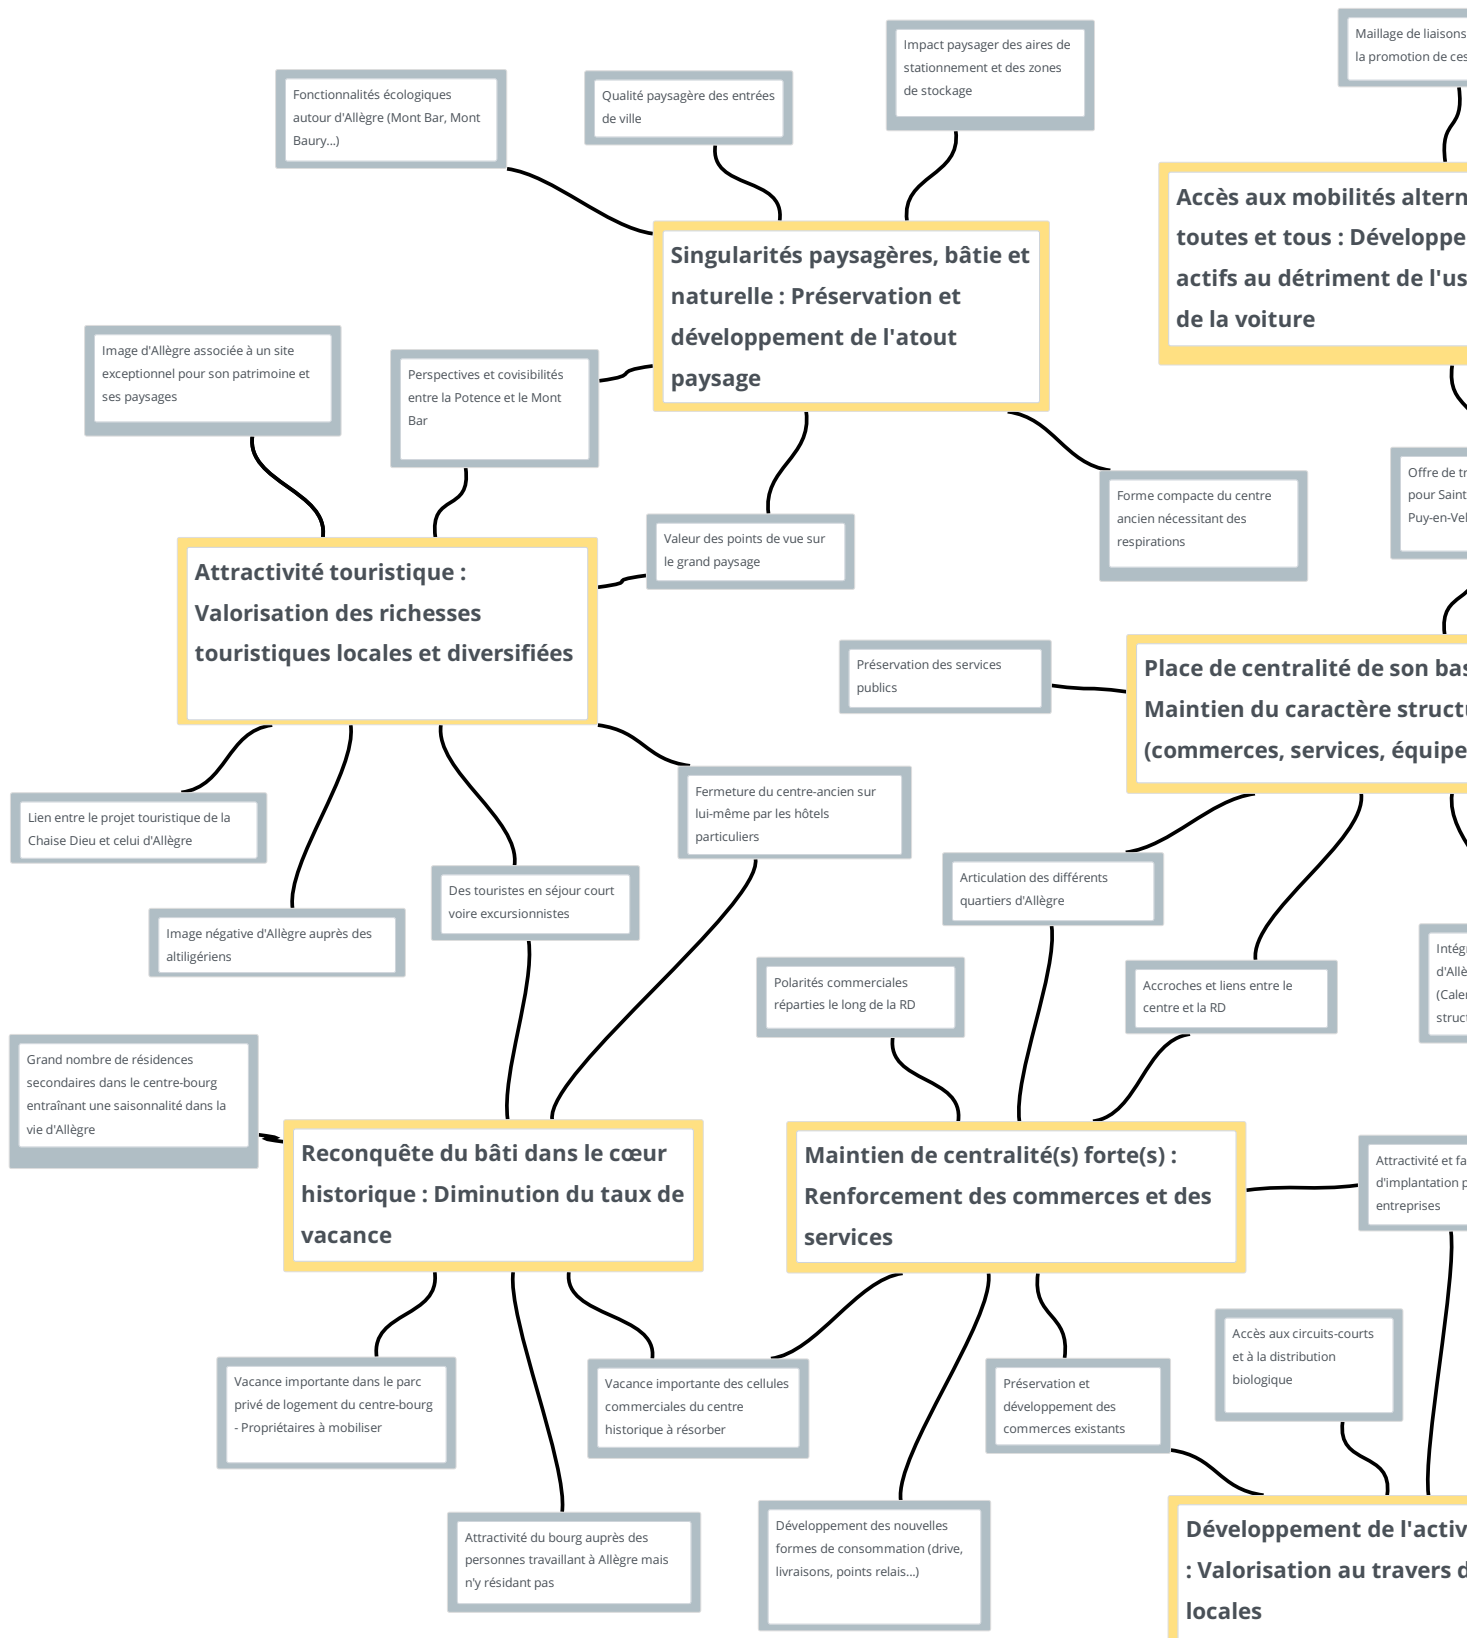 Maillage de liaisons
la promotion de ces
Impact paysager des aires de
stationnement et des zones
de stockage
Fonctionnalités écologiques
autour d'Allègre (Mont Bar, Mont
Baury...)
Qualité paysagère des entrées
de ville
Accès aux mobilités altern
toutes et tous : Développe
actifs au détriment de l'us
de la voiture
Singularités paysagères, bâtie et
naturelle : Préservation et
développement de l'atout
paysage
Image d'Allègre associée à un site
exceptionnel pour son patrimoine et
ses paysages
Perspectives et covisibilités
entre la Potence et le Mont
Bar
Offre de tr
pour Saint
Puy-en-Vel
Forme compacte du centre
ancien nécessitant des
respirations
Valeur des points de vue sur
le grand paysage
Attractivité touristique :
Valorisation des richesses
touristiques locales et diversifiées
Préservation des services
publics
Place de centralité de son bas
Maintien du caractère struct
(commerces, services, équipe
Lien entre le projet touristique de la
Chaise Dieu et celui d'Allègre
Fermeture du centre-ancien sur
lui-même par les hôtels
particuliers
Des touristes en séjour court
voire excursionnistes
Articulation des différents
quartiers d'Allègre
Image négative d'Allègre auprès des
altiligériens
Intégr
d'Allè
(Caler
struct
Polarités commerciales
réparties le long de la RD
Accroches et liens entre le
centre et la RD
Grand nombre de résidences
secondaires dans le centre-bourg
entraînant une saisonnalité dans la
vie d'Allègre
Reconquête du bâti dans le cœur
historique : Diminution du taux de
vacance
Maintien de centralité(s) forte(s) :
Renforcement des commerces et des
services
Attractivité et fa
d'implantation p
entreprises
Accès aux circuits-courts
et à la distribution
biologique
Vacance importante dans le parc
privé de logement du centre-bourg
- Propriétaires à mobiliser
Vacance importante des cellules
commerciales du centre
historique à résorber
Préservation et
développement des
commerces existants
Attractivité du bourg auprès des
personnes travaillant à Allègre mais
n'y résidant pas
Développement des nouvelles
formes de consommation (drive,
livraisons, points relais...)
Développement de l'activ
: Valorisation au travers d
locales